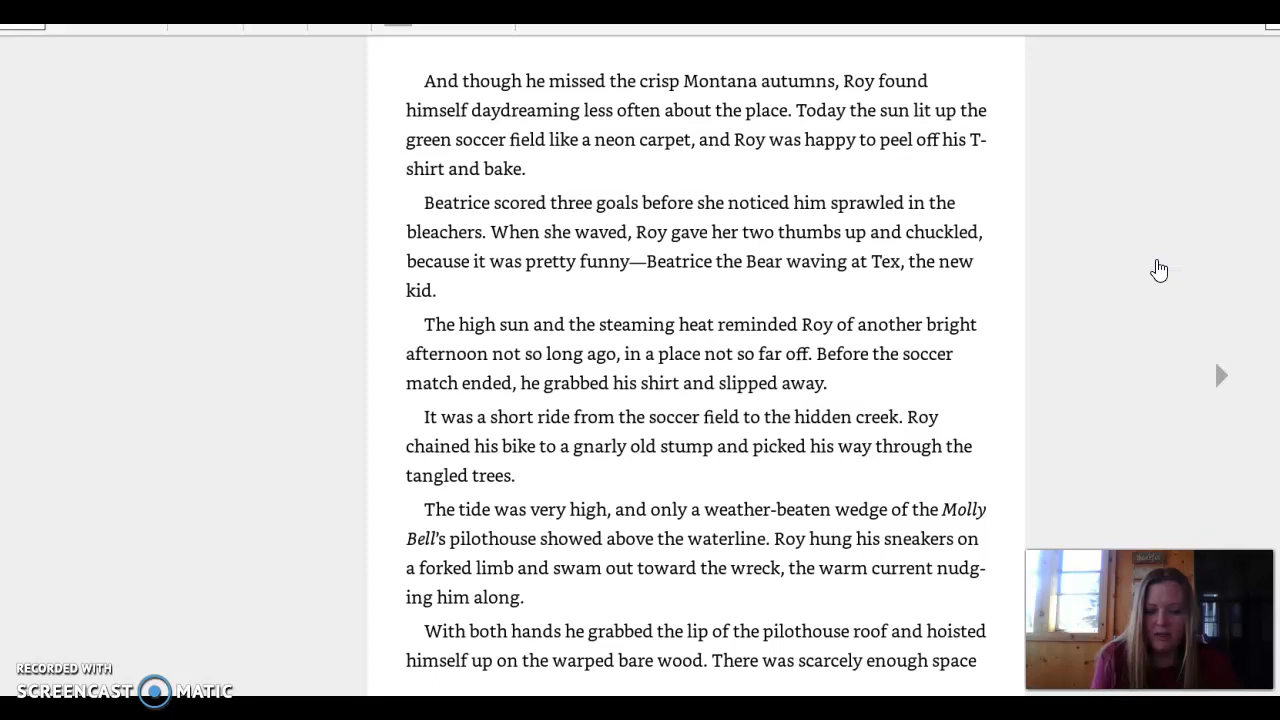 And though he missed the crisp Montana autumns, Roy found
himself daydreaming less often about the place. Today the sun lit up the
green soccer field like a neon carpet, and Roy was happy to peel off his T-
shirt and bake.
Beatrice scored three goals before she noticed him sprawled in the
bleachers. When she waved, Roy gave her two thumbs up and chuckled,
because it was pretty funny—Beatrice the Bear waving at Tex, the new
kid.
The high sun and the steaming heat reminded Roy of another bright
afternoon not so long ago, in a place not so far off. Before the soccer
match ended, he grabbed his shirt and slipped away.
It was a short ride from the soccer field to the hidden creek. Roy
chained his bike to a gnarly old stump and picked his way through the
tangled trees.
The tide was very high, and only a weather-beaten wedge of the Molly
Bell's pilothouse showed above the waterline. Roy hung his sneakers on
a forked limb and swam out toward the wreck, the warm current nudg-
ing him along.
With both hands he grabbed the lip of the pilothouse roof and hoisted
himself up on the warped bare wood. There was scarcely enough space
RECORDED WITH
SCREENCAST MATIC